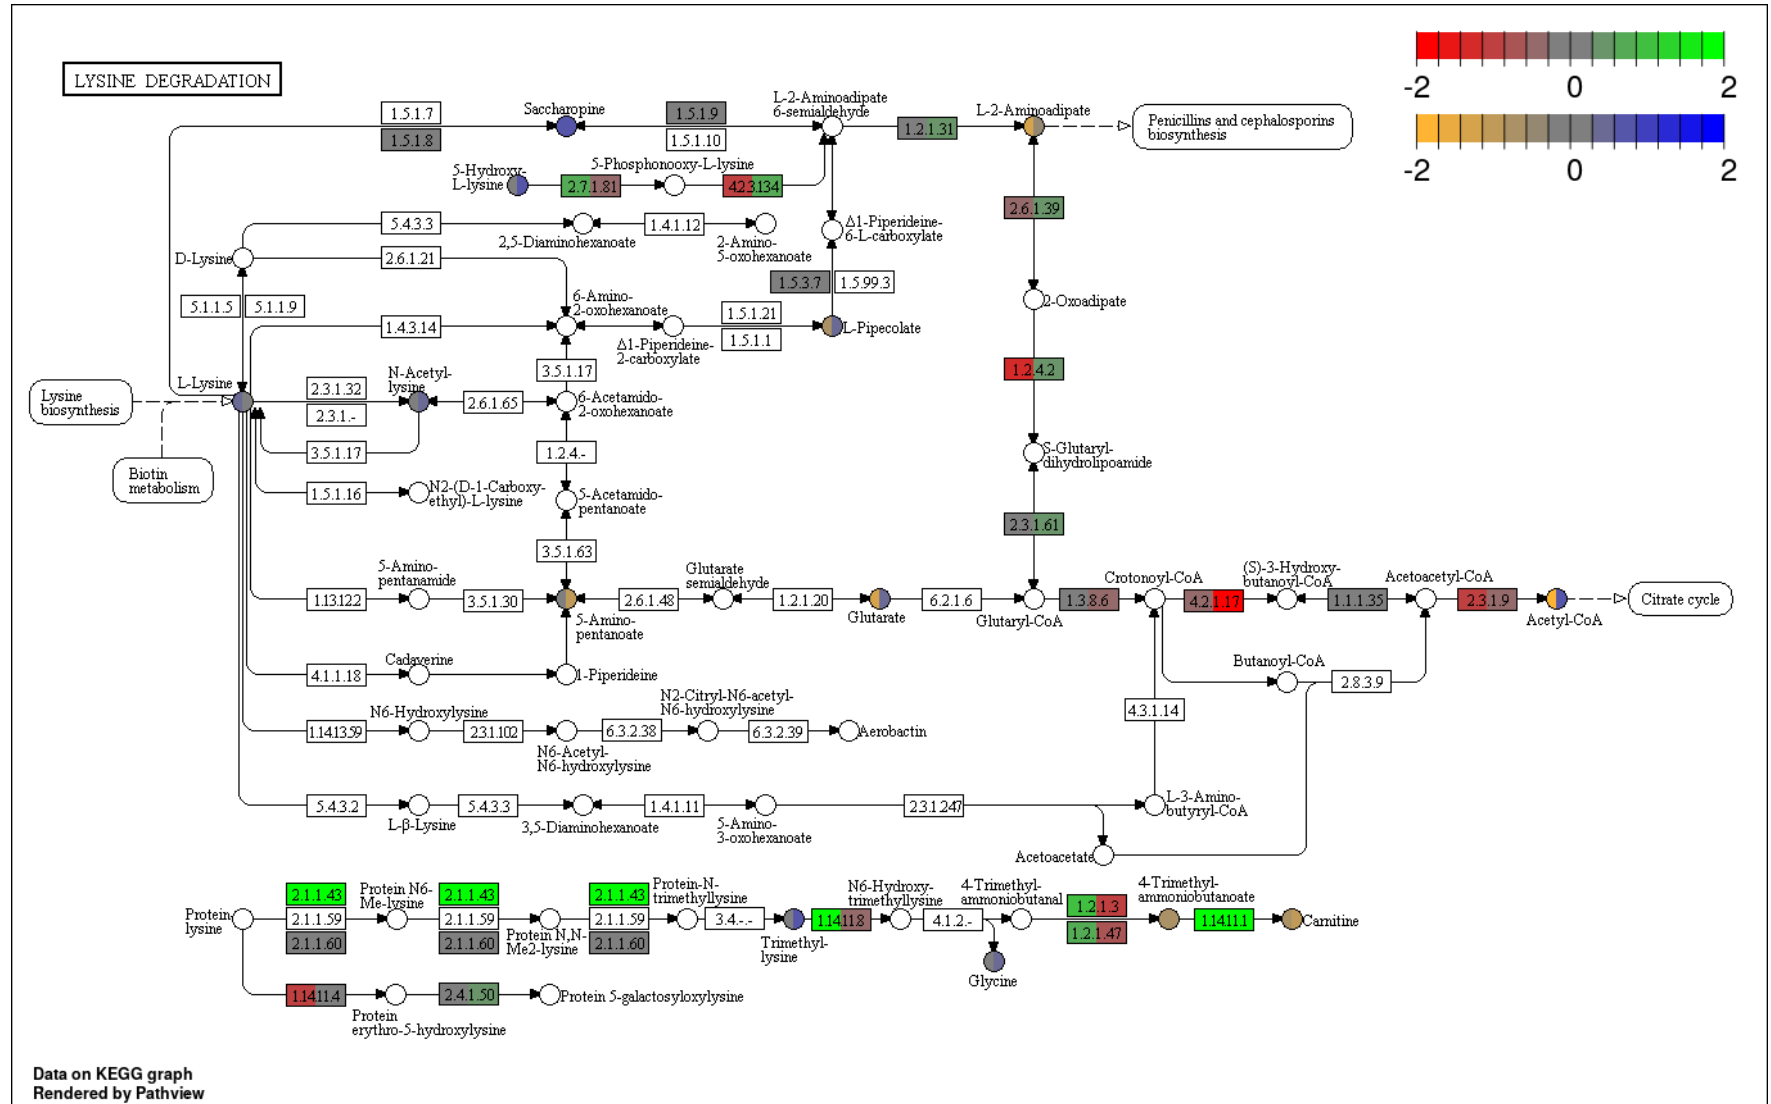 LYSINE DEGRADATION
-2
0
2
-2
0
2
1.5.1.7
1.5.1.8
Saccharopine
1.5.1.9
1.5.1.10
L-2-Aminoadipate
6-semialdehyde
1.2.1.31
L-2-Aminoadipate
Penicillins and cephalosporins
biosynthesis
5-Hydroxy-
L-lysine
2.7.1.81
5-Phosphonooxy-L-lysine
4.2.3.134
2.6.1.39
5.4.3.3
2,5-Diaminohexanoate
1.4.1.12
2-Amino-
5-oxohexanoate
Δ1-Piperideine-
6-L-carboxylate
D-Lysine
2.6.1.21
1.5.3.7
1.5.99.3
5.1.1.5
5.1.1.9
6-Amino-
2-oxohexanoate
2-Oxoadipate
1.4.3.14
Δ1-Piperideine-
2-carboxylate
1.5.1.21
1.5.1.1
L-Pipecolate
L-Lysine
2.3.1.32
2.3.1.-
N-Acetyl-
lysine
3.5.1.17
1.2.4.2
Lysine
biosynthesis
2.6.1.65
6-Acetamido-
2-oxohexanoate
3.5.1.17
1.2.4.-
S-Glutaryl-
dihydrolipoamide
Biotin
metabolism
1.5.1.16
N2-(D-1-Carboxy-
ethyl)-L-lysine
5-Acetamido-
pentanoate
2.3.1.61
3.5.1.63
1.13.12.2
5-Amino-
pentanamide
3.5.1.30
5-Amino-
pentanoate
2.6.1.48
Glutarate
semialdehyde
1.2.1.20
Glutarate
6.2.1.6
Glutaryl-CoA
1.3.8.6
Crotonoyl-CoA
4.2.1.17
(S)-3-Hydroxy-
butanoyl-CoA
1.1.1.35
Acetoacetyl-CoA
2.3.1.9
Acetyl-CoA
Citrate cycle
4.1.1.18
Cadaverine
1-Piperideine
Butanoyl-CoA
2.8.3.9
1.14.13.59
N6-Hydroxylysine
2.3.1.102
N6-Acetyl-
N6-hydroxylysine
6.3.2.38
N2-Citryl-N6-acetyl-
N6-hydroxylysine
6.3.2.39
Aerobactin
4.3.1.14
5.4.3.2
L-β-Lysine
5.4.3.3
3,5-Diaminohexanoate
1.4.1.11
5-Amino-
3-oxohexanoate
2.3.1.247
L-3-Amino-
butyryl-CoA
Acetoacetate
Protein
lysine
2.1.1.43
2.1.1.59
2.1.1.60
Protein N6-
Me-lysine
2.1.1.43
2.1.1.59
2.1.1.60
Protein N,N-
Me2-lysine
2.1.1.43
2.1.1.59
2.1.1.60
Protein-N-
trimethyllysine
3.4.-.-
Trimethyl-
lysine
1.14.11.8
N6-Hydroxy-
trimethyllysine
4.1.2.-
Glycine
4-Trimethyl-
ammoniobutanal
1.2.1.3
1.2.1.47
4-Trimethyl-
ammoniobutanoate
1.14.11.1
Carnitine
1.14.11.4
Protein
erythro-5-hydroxylysine
2.4.1.50
Protein 5-galactosyloxylysine
Data on KEGG graph
Rendered by Pathview